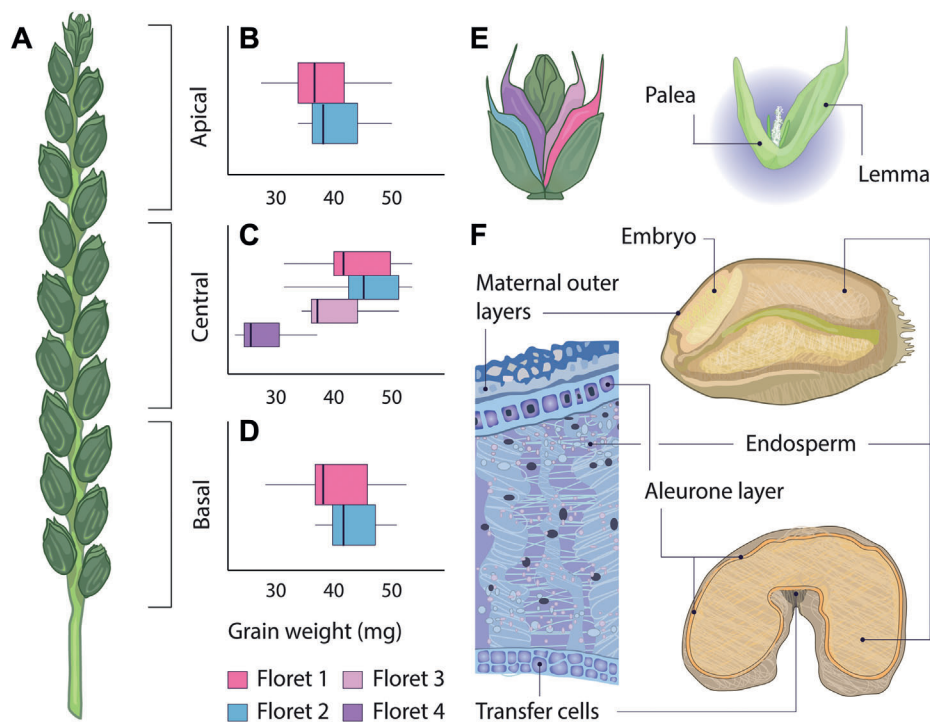 A
Apical
Central
Basal
B
30 40 50
C
30 40 50
D
30 40 50
Grain weight (mg)
Floret 1
Floret 2
Floret 3
Floret 4
E
Palea
Lemma
F
Embryo
Maternal outer
layers
Endosperm
Aleurone layer
Transfer cells